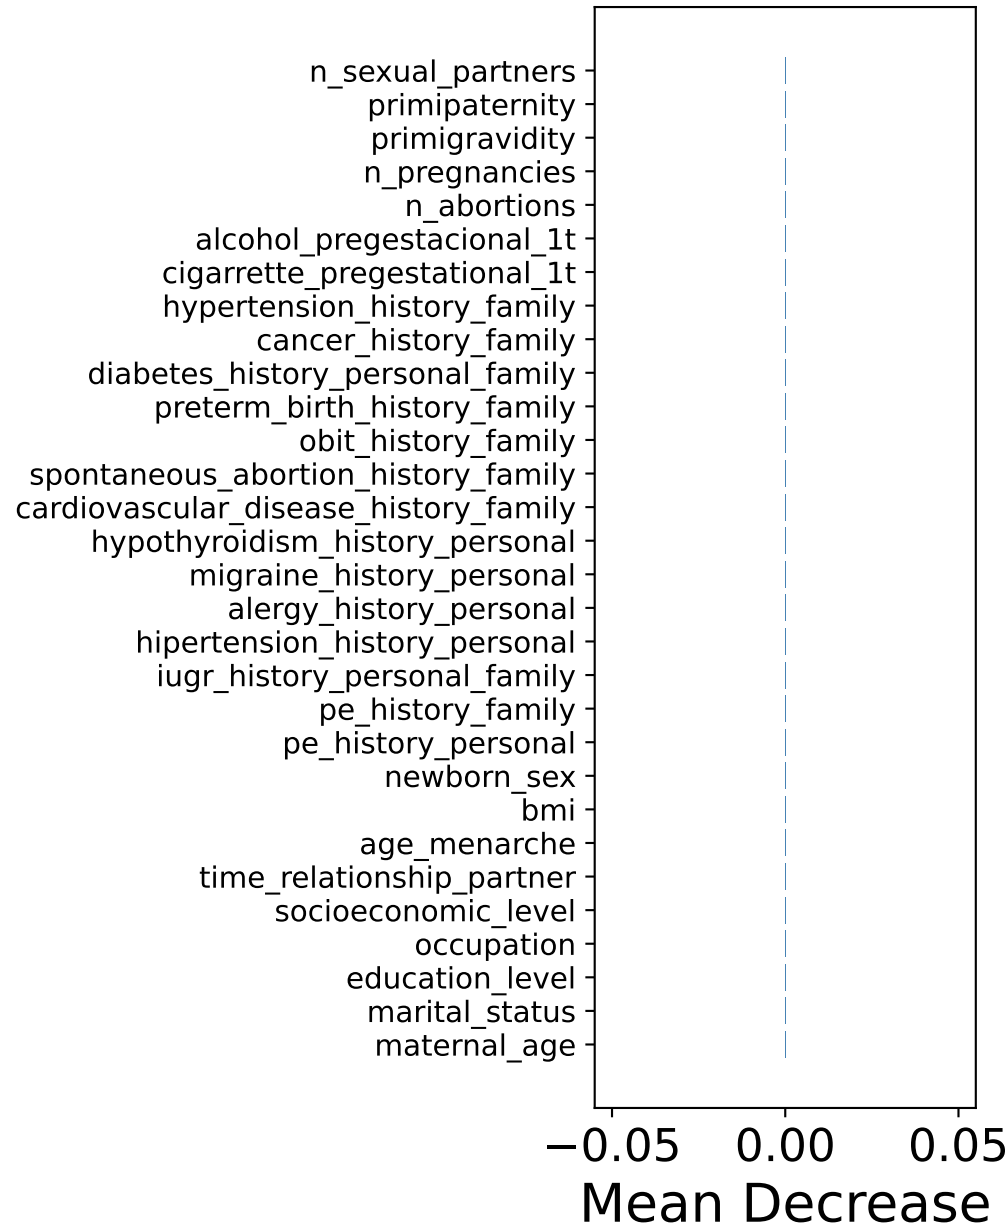 n_sexual_partners
primipaternity
primigravidity
n_pregnancies
n_abortions
alcohol_pregestacional_1t
cigarrette_pregestational_1t
hypertension_history_family
cancer_history_family
diabetes_history_personal_family
preterm_birth_history_family
obit_history_family
spontaneous_abortion_history_family
cardiovascular_disease_history_family
hypothyroidism_history_personal
migraine_history_personal
alergy_history_personal
hipertension_history_personal
iugr_history_personal_family
pe_history_family
pe_history_personal
newborn_sex
bmi
age_menarche
time_relationship_partner
socioeconomic_level
occupation
education_level
marital_status
maternal_age
−0.05 0.00 0.05
Mean Decrease